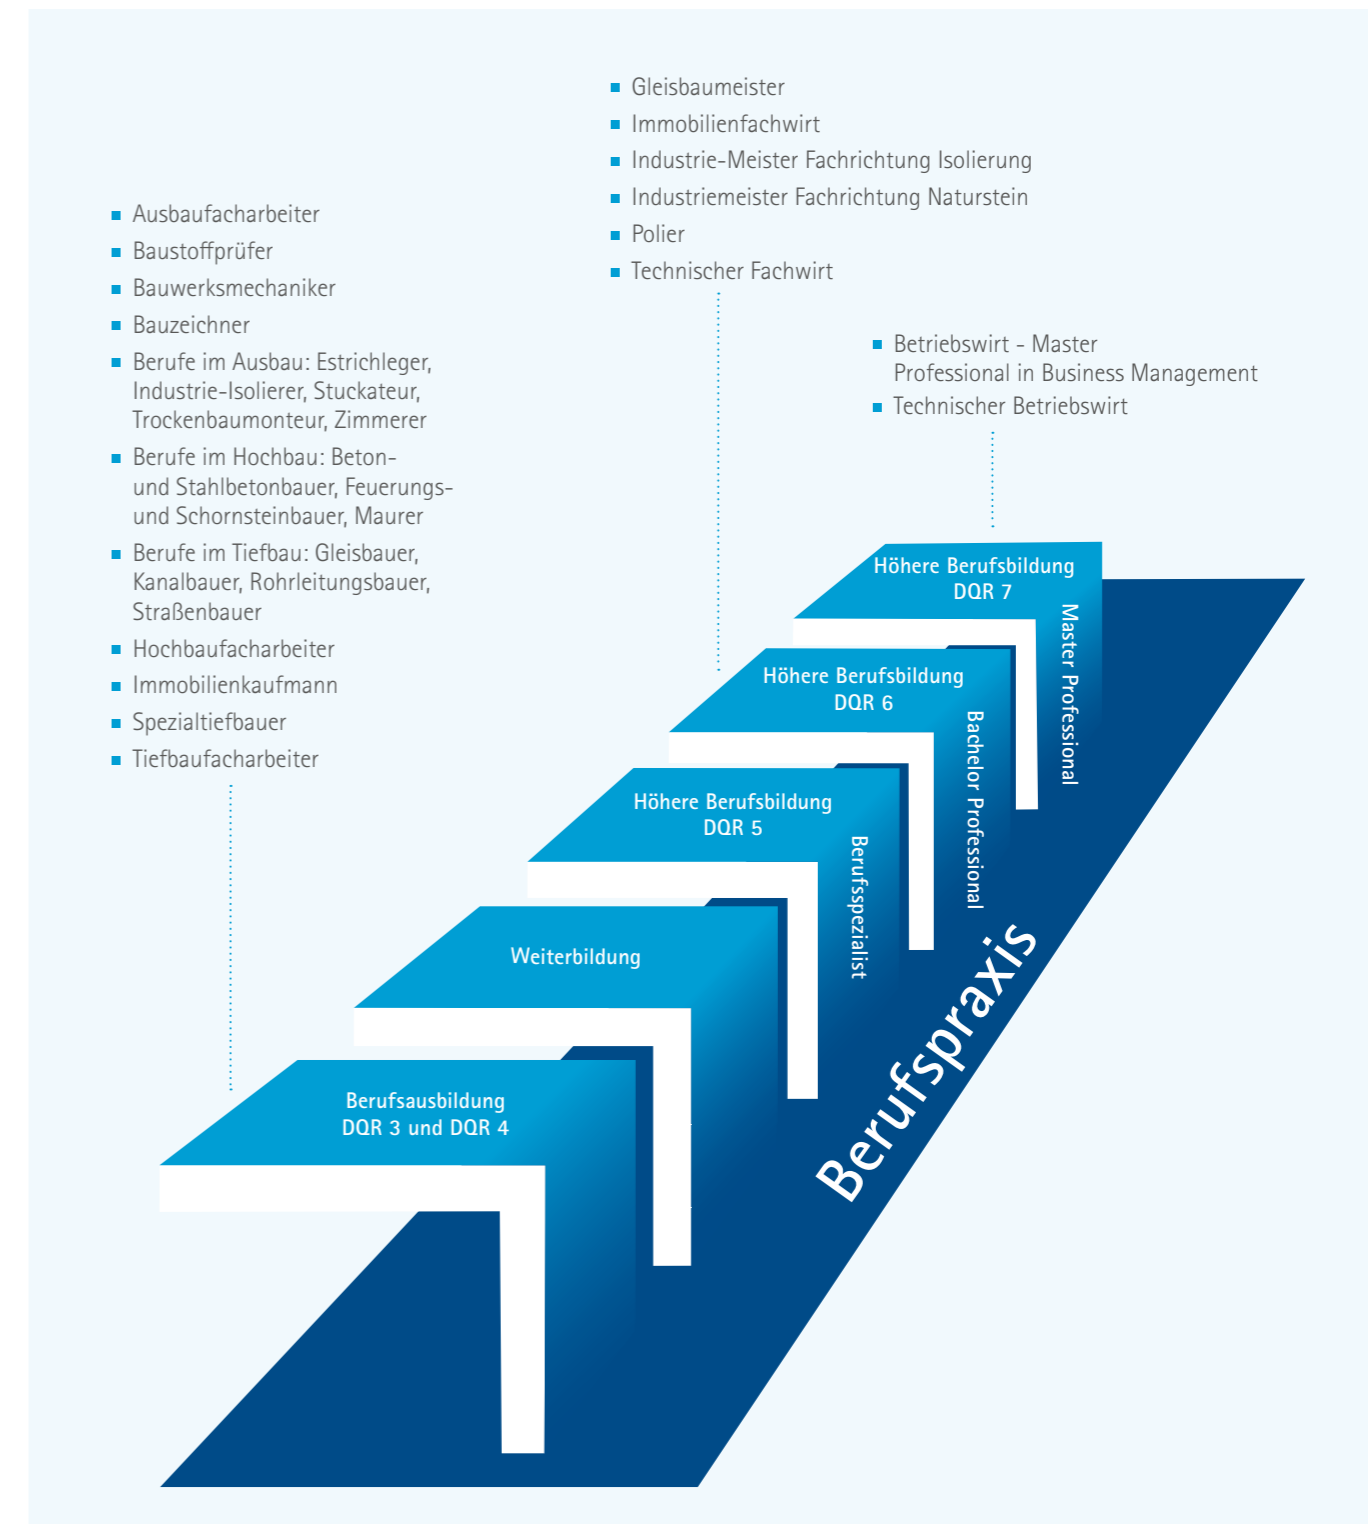 Gleisbaumeister
Immobilienfachwirt
Industrie-Meister Fachrichtung Isolierung
Industriemeister Fachrichtung Naturstein
Polier
Technischer Fachwirt
Ausbaufacharbeiter
Baustoffprüfer
Bauwerksmechaniker
Bauzeichner
Berufe im Ausbau: Estrichleger,
Industrie-Isolierer, Stuckateur,
Trockenbaumonteur, Zimmerer
Berufe im Hochbau: Beton-
und Stahlbetonbauer, Feuerungs-
und Schornsteinbauer, Maurer
Berufe im Tiefbau: Gleisbauer,
Kanalbauer, Rohrleitungsbauer,
Straßenbauer
Hochbaufacharbeiter
Immobilienkaufmann
Spezialtiefbauer
Tiefbaufacharbeiter
Betriebswirt - Master
Professional in Business Management
Technischer Betriebswirt
Höhere Berufsbildung
DQR 7
Master Professional
Höhere Berufsbildung
DQR 6
Bachelor Professional
Höhere Berufsbildung
DQR 5
Berufsspezialist
Weiterbildung
Berufsausbildung
DQR 3 und DQR 4
Berufspraxis